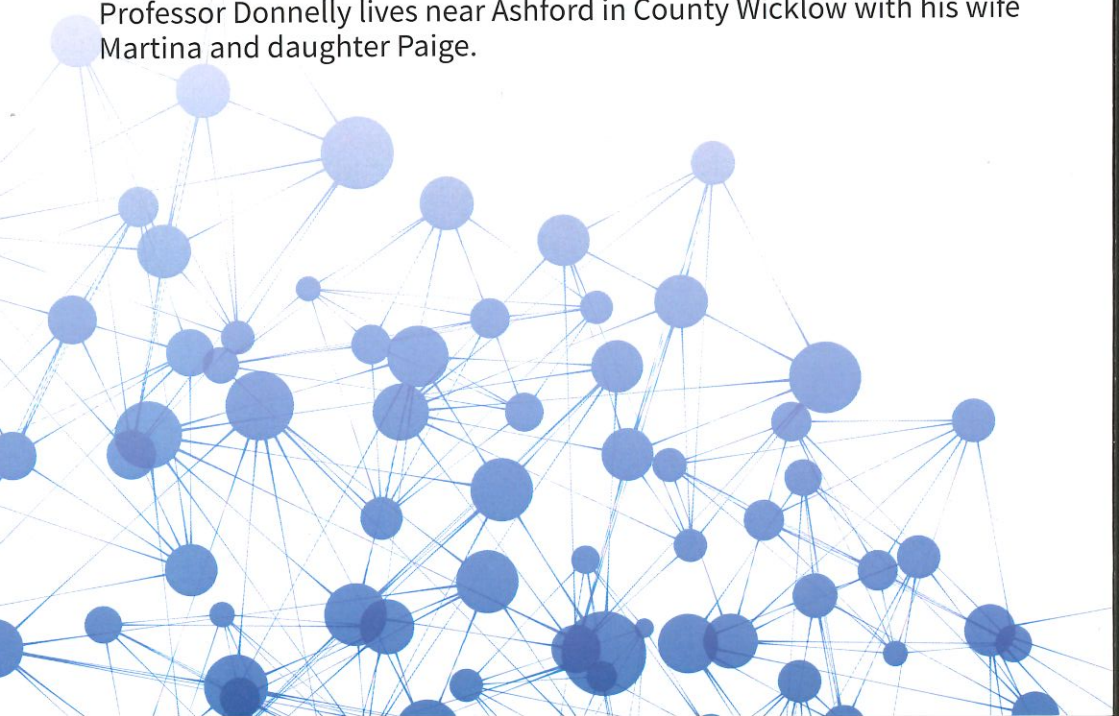 Professor Donnelly lives near Ashford in County Wicklow with his wife
Martina and daughter Paige.